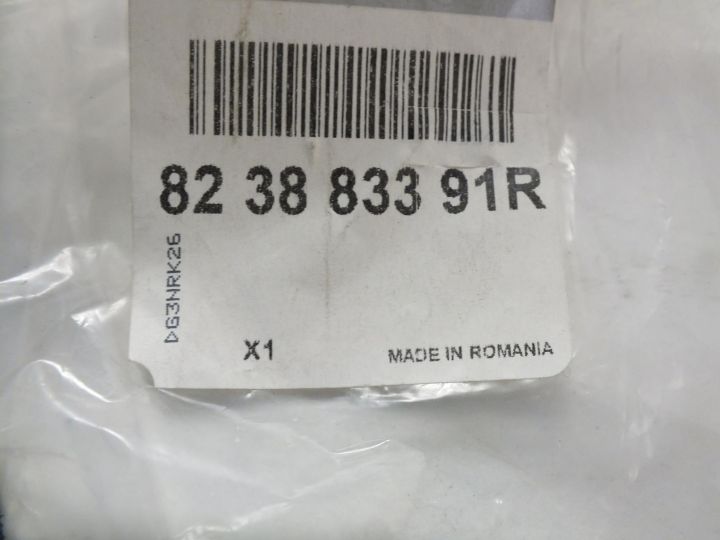 82 38 833 91R
DG3NRK26
X1
MADE IN ROMANIA